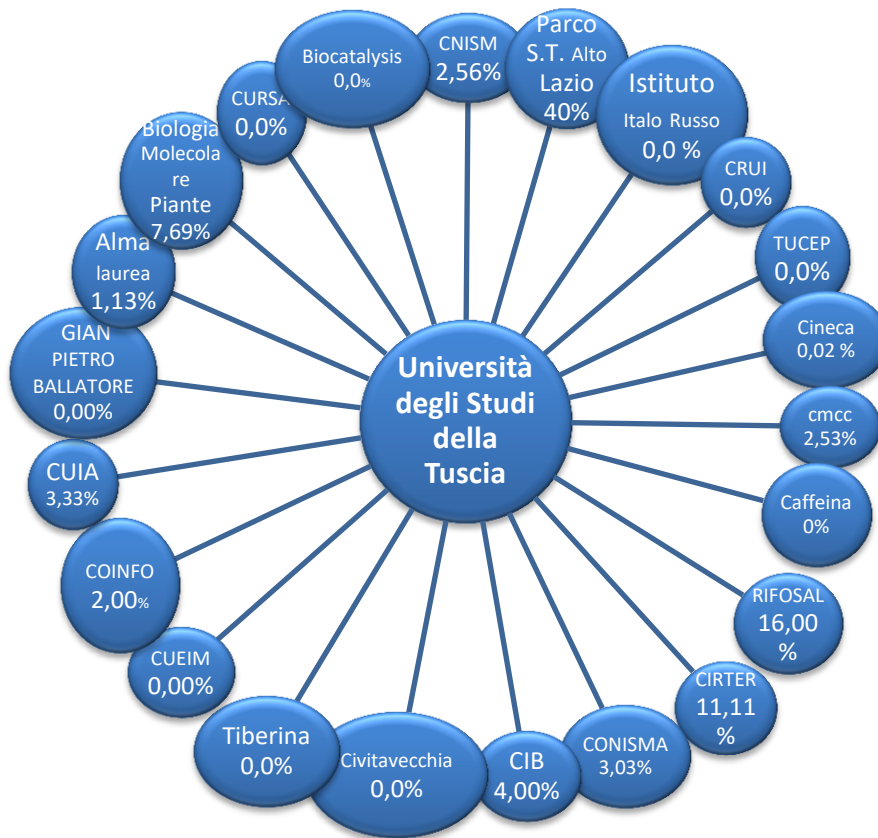 CNISM
2,56%
Parco
S.T. Alto
Lazio
40%
Istituto
Italo Russo
0,0 %
CRUI
0,0%
TUCEP
0,0%
Cineca
0,02 %
cmcc
2,53%
Caffeina
0%
RIFOSAL
16,00
%
CIRTER
11,11
%
CONISMA
3,03%
CIB
4,00%
Civitavecchia
0,0%
Tiberina
0,0%
CUEIM
0,00%
COINFO
2,00%
CUIA
3,33%
GIAN
PIETRO
BALLATORE
0,00%
Alma
laurea
1,13%
Biologia
Molecola
re
Piante
7,69%
CURSA
0,0%
Biocatalysis
0,0%
Università
degli Studi
della
Tuscia